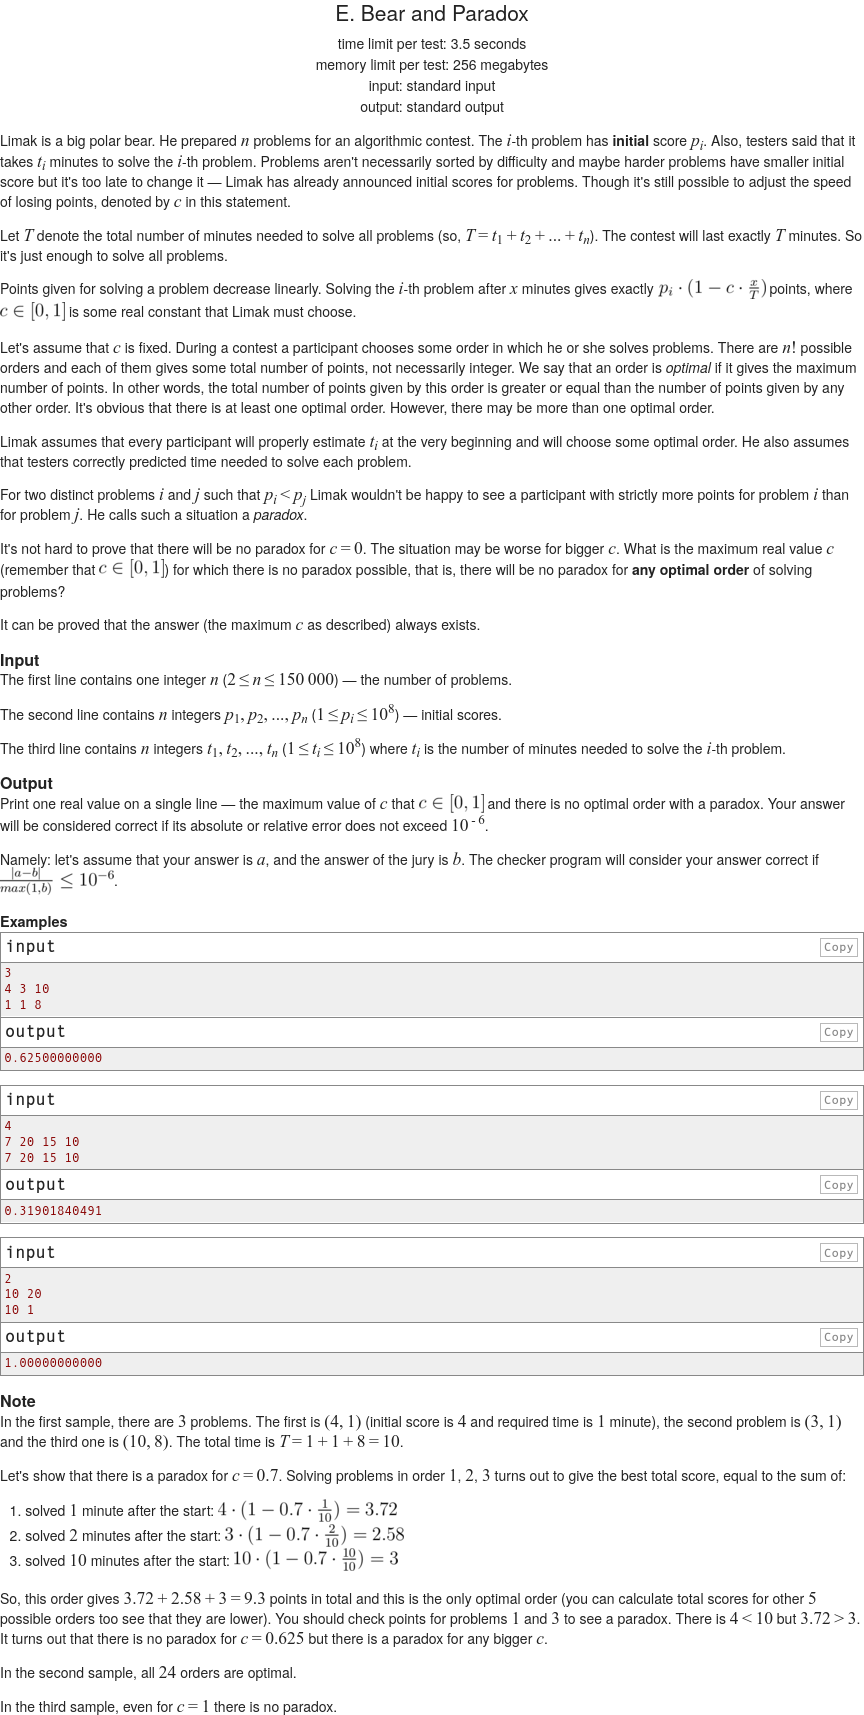 E. Bear and Paradox
time limit per test: 3.5 seconds
memory limit per test: 256 megabytes
input: standard input
output: standard output
Limak is a big polar bear. He prepared n problems for an algorithmic contest. The i-th problem has initial score p_i. Also, testers said that it
takes t_i minutes to solve the i-th problem. Problems aren't necessarily sorted by difficulty and maybe harder problems have smaller initial
score but it's too late to change it — Limak has already announced initial scores for problems. Though it's still possible to adjust the speed
of losing points, denoted by c in this statement.
Let T denote the total number of minutes needed to solve all problems (so, T = t_1 + t_2 + ... + t_n). The contest will last exactly T minutes. So
it's just enough to solve all problems.
Points given for solving a problem decrease linearly. Solving the i-th problem after x minutes gives exactly p_i · (1 − c · x/T) points, where
c ∈ [0, 1] is some real constant that Limak must choose.
Let's assume that c is fixed. During a contest a participant chooses some order in which he or she solves problems. There are n! possible
orders and each of them gives some total number of points, not necessarily integer. We say that an order is optimal if it gives the maximum
number of points. In other words, the total number of points given by this order is greater or equal than the number of points given by any
other order. It's obvious that there is at least one optimal order. However, there may be more than one optimal order.
Limak assumes that every participant will properly estimate t_i at the very beginning and will choose some optimal order. He also assumes
that testers correctly predicted time needed to solve each problem.
For two distinct problems i and j such that p_i < p_j Limak wouldn't be happy to see a participant with strictly more points for problem i than
for problem j. He calls such a situation a paradox.
It's not hard to prove that there will be no paradox for c = 0. The situation may be worse for bigger c. What is the maximum real value c
(remember that c ∈ [0, 1]) for which there is no paradox possible, that is, there will be no paradox for any optimal order of solving
problems?
It can be proved that the answer (the maximum c as described) always exists.
Input
The first line contains one integer n (2 ≤ n ≤ 150 000) — the number of problems.
The second line contains n integers p_1, p_2, ..., p_n (1 ≤ p_i ≤ 10^8) — initial scores.
The third line contains n integers t_1, t_2, ..., t_n (1 ≤ t_i ≤ 10^8) where t_i is the number of minutes needed to solve the i-th problem.
Output
Print one real value on a single line — the maximum value of c that c ∈ [0, 1] and there is no optimal order with a paradox. Your answer
will be considered correct if its absolute or relative error does not exceed 10^-6.
Namely: let's assume that your answer is a, and the answer of the jury is b. The checker program will consider your answer correct if
|a−b|/max(1,b) ≤ 10^−6.
Examples
input
Copy
3
4 3 10
1 1 8
output
Copy
0.62500000000
input
Copy
4
7 20 15 10
7 20 15 10
output
Copy
0.31901840491
input
Copy
2
10 20
10 1
output
Copy
1.00000000000
Note
In the first sample, there are 3 problems. The first is (4, 1) (initial score is 4 and required time is 1 minute), the second problem is (3, 1)
and the third one is (10, 8). The total time is T = 1 + 1 + 8 = 10.
Let's show that there is a paradox for c = 0.7. Solving problems in order 1, 2, 3 turns out to give the best total score, equal to the sum of:
1. solved 1 minute after the start: 4 · (1 − 0.7 · 1/10) = 3.72
2. solved 2 minutes after the start: 3 · (1 − 0.7 · 2/10) = 2.58
3. solved 10 minutes after the start: 10 · (1 − 0.7 · 10/10) = 3
So, this order gives 3.72 + 2.58 + 3 = 9.3 points in total and this is the only optimal order (you can calculate total scores for other 5
possible orders too see that they are lower). You should check points for problems 1 and 3 to see a paradox. There is 4 < 10 but 3.72 > 3.
It turns out that there is no paradox for c = 0.625 but there is a paradox for any bigger c.
In the second sample, all 24 orders are optimal.
In the third sample, even for c = 1 there is no paradox.